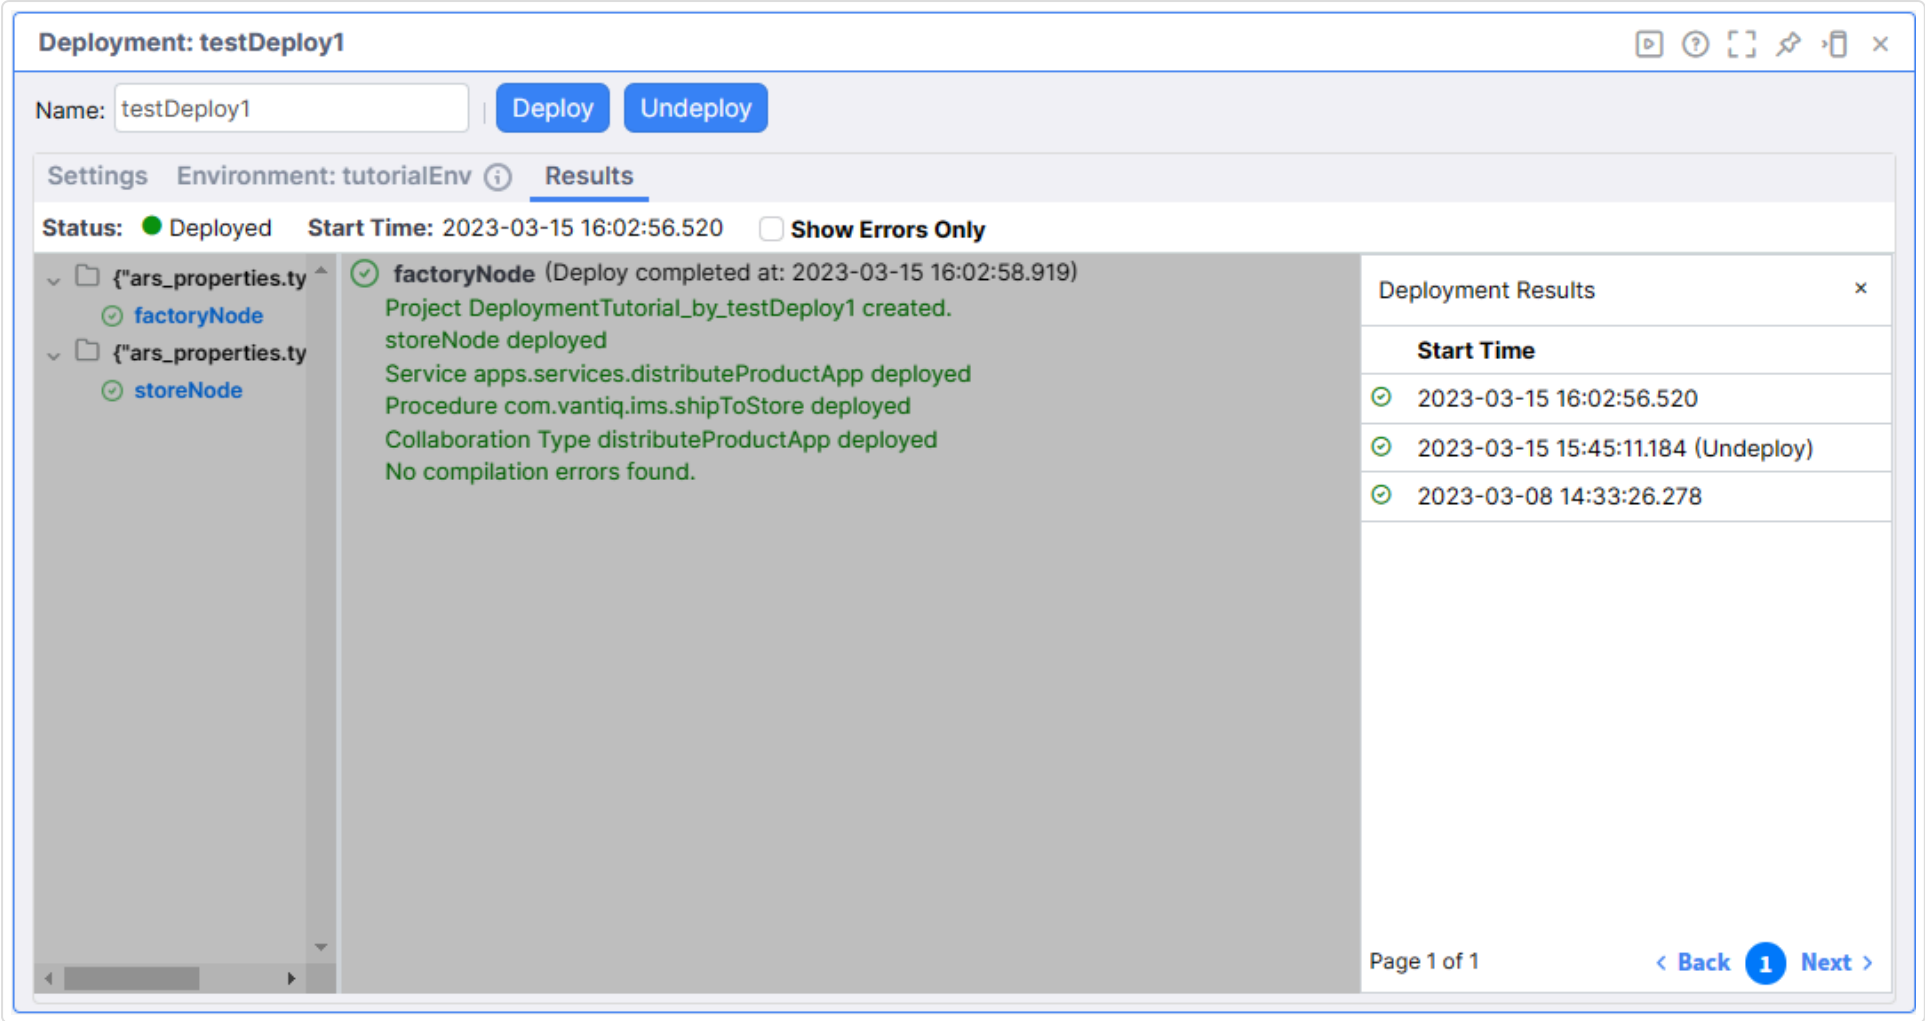 Deployment: testDeploy1
Name: testDeploy1 Deploy Undeploy
Settings Environment: tutorialEnv Results
Status: Deployed Start Time: 2023-03-15 16:02:56.520 Show Errors Only
{"ars_properties.ty
factoryNode
{"ars_properties.ty
storeNode
factoryNode (Deploy completed at: 2023-03-15 16:02:58.919)
Project DeploymentTutorial_by_testDeploy1 created.
storeNode deployed
Service apps.services.distributeProductApp deployed
Procedure com.vantiq.ims.shipToStore deployed
Collaboration Type distributeProductApp deployed
No compilation errors found.
Deployment Results
Start Time
2023-03-15 16:02:56.520
2023-03-15 15:45:11.184 (Undeploy)
2023-03-08 14:33:26.278
Page 1 of 1 < Back 1 Next >